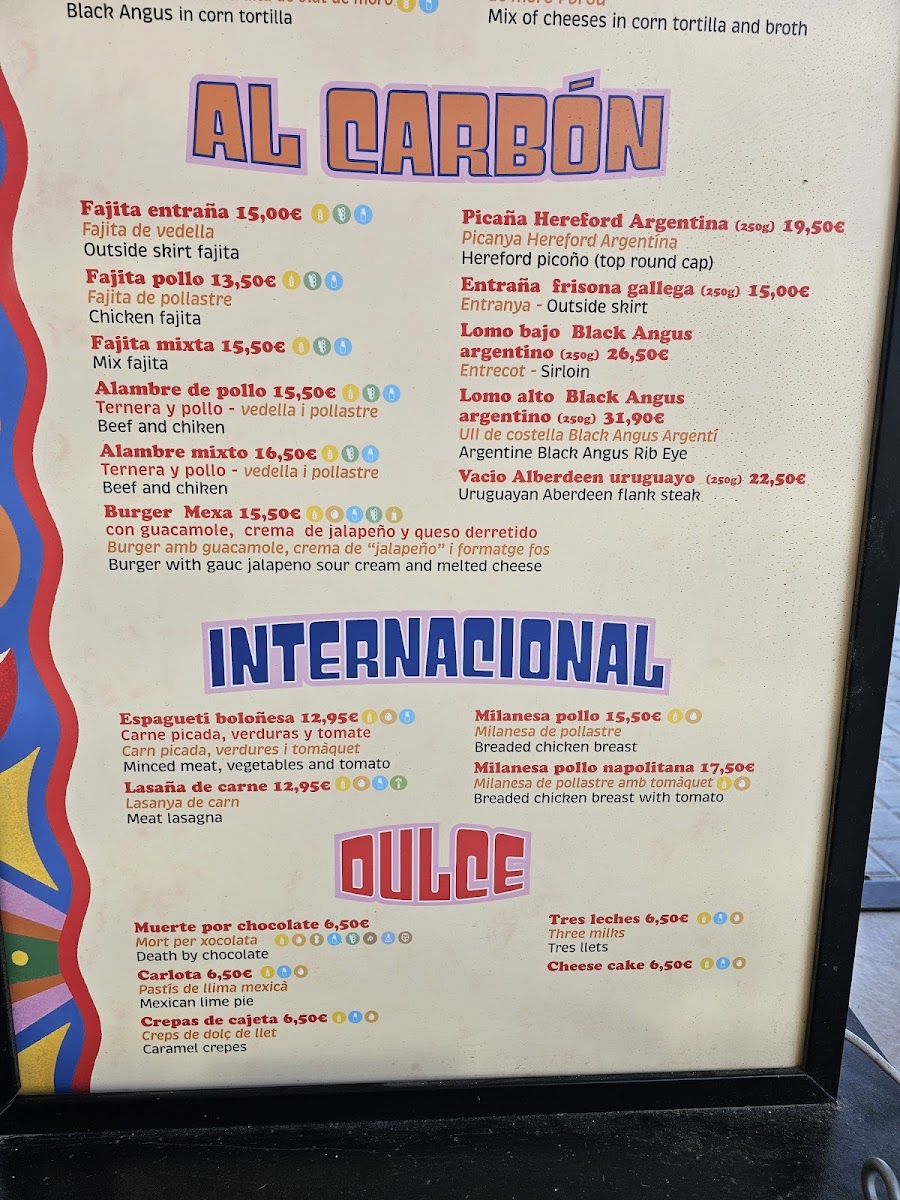 Black Angus in corn tortilla
Mix of cheeses in corn tortilla and broth
AL CARBÓN
Fajita entraña 15,00€
Fajita de vedella
Outside skirt fajita
Fajita pollo 13,50€
Fajita de pollastre
Chicken fajita
Fajita mixta 15,50€
Mix fajita
Alambre de pollo 15,50€
Ternera y pollo - vedella i pollastre
Beef and chiken
Alambre mixto 16,50€
Ternera y pollo - vedella i pollastre
Beef and chiken
Burger Mexa 15,50€
con guacamole, crema de jalapeño y queso derretido
Burger amb guacamole, crema de "jalapeño" i formatge fos
Burger with gauc jalapeno sour cream and melted cheese
Picaña Hereford Argentina (250g) 19,50€
Picanya Hereford Argentína
Hereford picoño (top round cap)
Entraña frisona gallega (250g) 15,00€
Entranya - Outside skirt
Lomo bajo Black Angus
argentino (250g) 26,50€
Entrecot - Sirloin
Lomo alto Black Angus
argentino (250g) 31,90€
Ull de costella Black Angus Argentí
Argentine Black Angus Rib Eye
Vacio Alberdeen uruguayo (250g) 22,50€
Uruguayan Aberdeen flank steak
INTERNACIONAL
Espagueti boloñesa 12,95€
Carne picada, verduras y tomate
Carn picada, verdures i tomàquet
Minced meat, vegetables and tomato
Lasaña de carne 12,95€
Lasanya de carn
Meat lasagna
Milanesa pollo 15,50€
Milanesa de pollastre
Breaded chicken breast
Milanesa pollo napolitana 17,50€
Milanesa de pollastre amb tomàquet
Breaded chicken breast with tomato
DULCE
Muerte por chocolate 6,50€
Mort per xocolata
Death by chocolate
Carlota 6,50€
Pastís de llima mexicà
Mexican lime pie
Crepas de cajeta 6,50€
Creps de dolç de llet
Caramel crepes
Tres leches 6,50€
Three milks
Tres llets
Cheese cake 6,50€